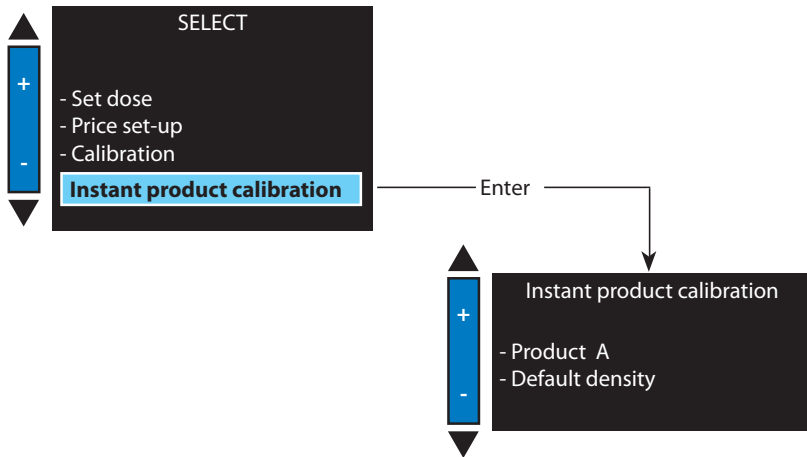 SELECT
+
- Set dose
- Price set-up
- Calibration
-
Instant product calibration
Enter
Instant product calibration
+
- Product  A
- Default density
-